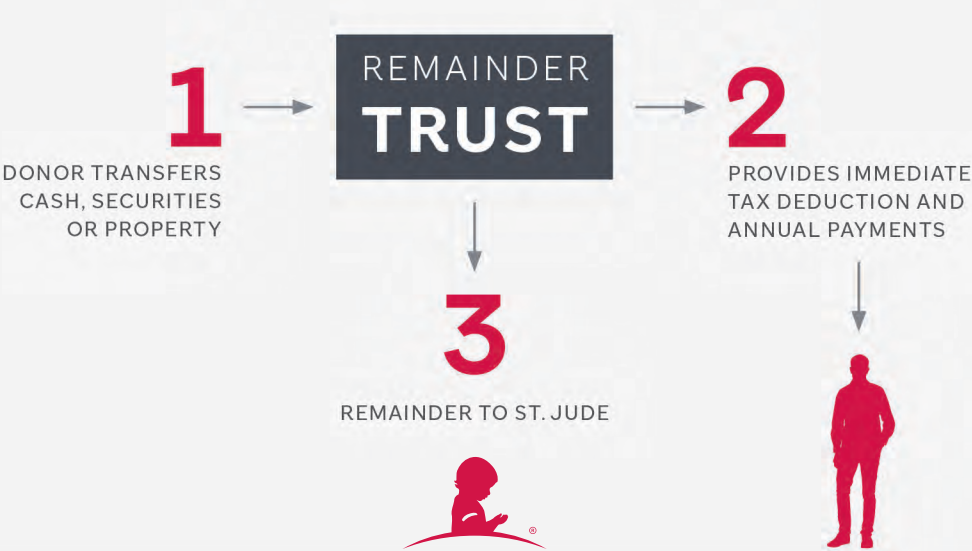 1
DONOR TRANSFERS
CASH, SECURITIES
OR PROPERTY
REMAINDER
TRUST
2
PROVIDES IMMEDIATE
TAX DEDUCTION AND
ANNUAL PAYMENTS
3
REMAINDER TO ST. JUDE
®